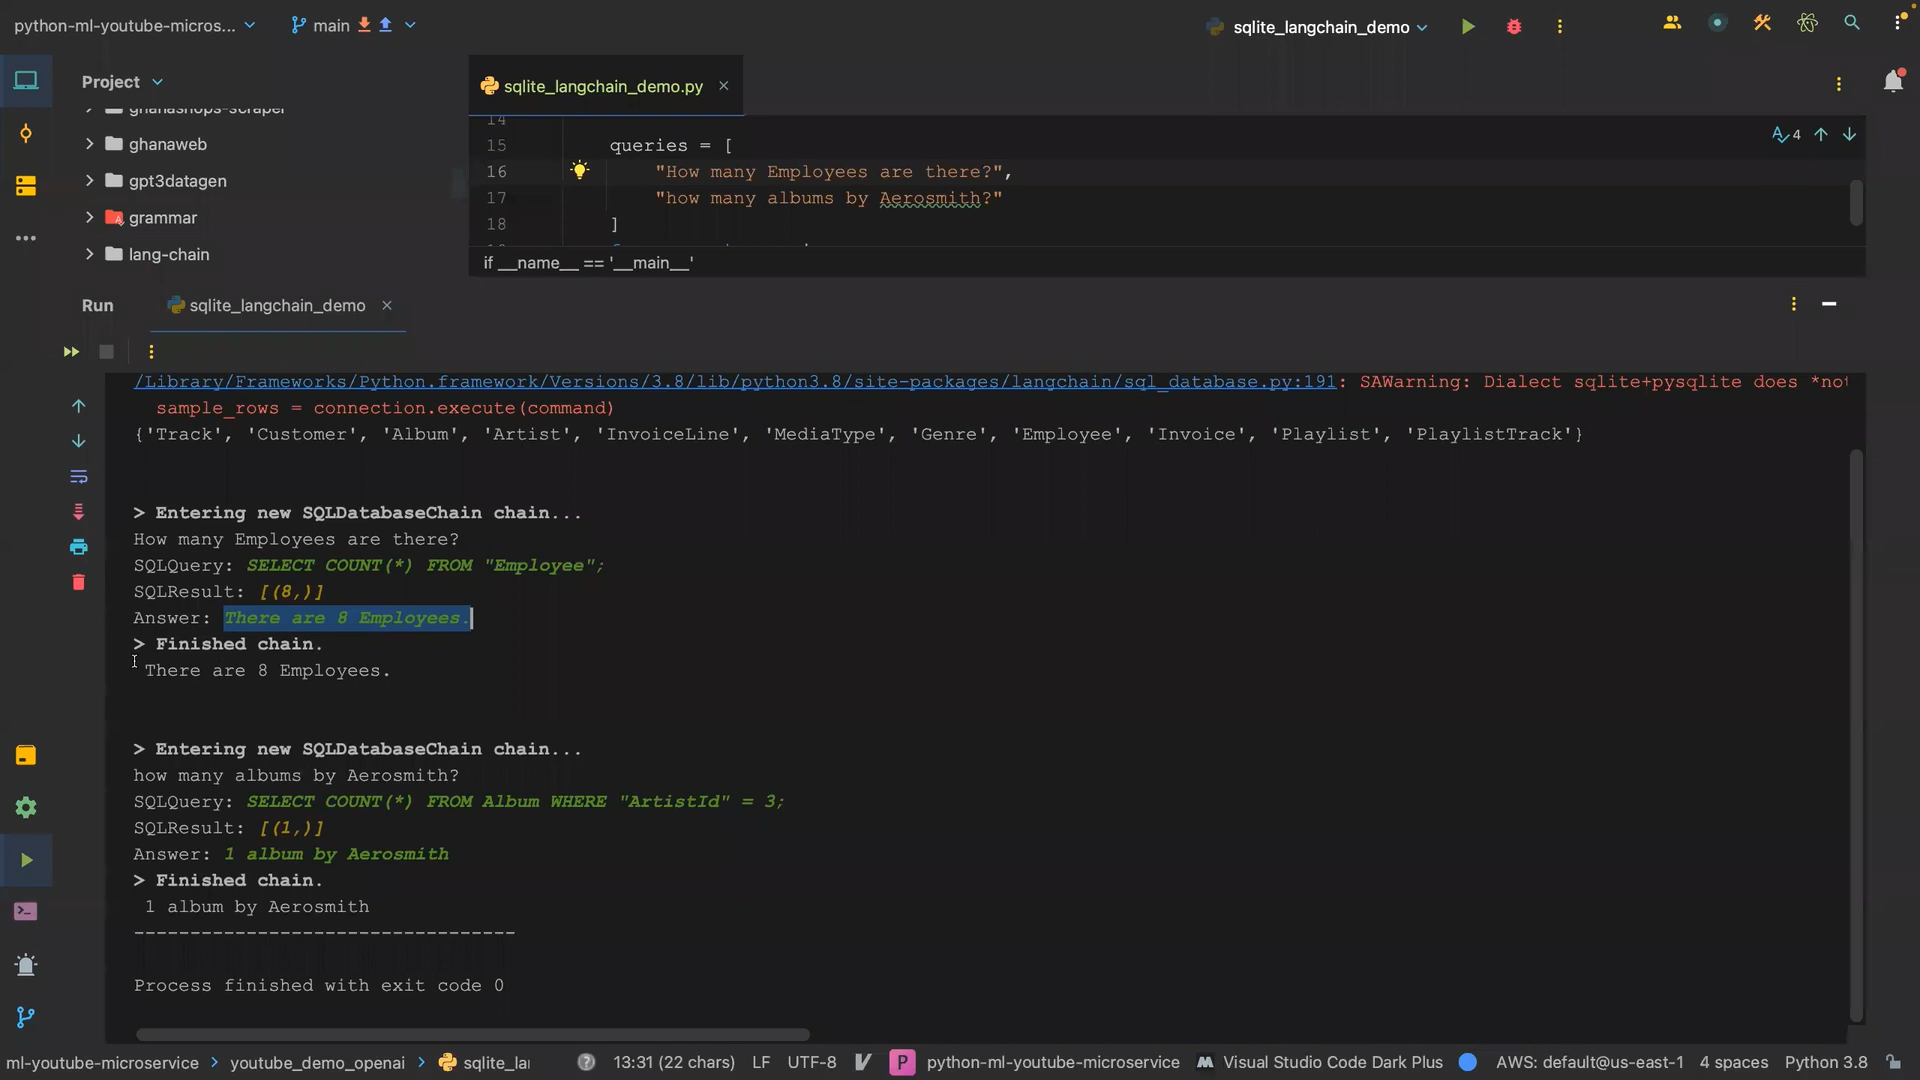 python-ml-youtube-micros...
main
sqlite_langchain_demo
Project
sqlite_langchain_demo.py
ghanashops-scraper
ghanaweb
gpt3datagen
grammar
lang-chain
14
15 queries = [
16 "How many Employees are there?",
17 "how many albums by Aerosmith?"
18 ]
4
if __name__ == '__main__'
Run
sqlite_langchain_demo
/Library/Frameworks/Python.framework/Versions/3.8/lib/python3.8/site-packages/langchain/sql_database.py:191: SAWarning: Dialect sqlite+pysqlite does *not
sample_rows = connection.execute(command)
{'Track', 'Customer', 'Album', 'Artist', 'InvoiceLine', 'MediaType', 'Genre', 'Employee', 'Invoice', 'Playlist', 'PlaylistTrack'}
> Entering new SQLDatabaseChain chain...
How many Employees are there?
SQLQuery: SELECT COUNT(*) FROM "Employee";
SQLResult: [(8,)]
Answer: There are 8 Employees.
> Finished chain.
There are 8 Employees.
> Entering new SQLDatabaseChain chain...
how many albums by Aerosmith?
SQLQuery: SELECT COUNT(*) FROM Album WHERE "ArtistId" = 3;
SQLResult: [(1,)]
Answer: 1 album by Aerosmith
> Finished chain.
1 album by Aerosmith
----------------------------------
Process finished with exit code 0
ml-youtube-microservice > youtube_demo_openai > sqlite_la
13:31 (22 chars) LF UTF-8 P python-ml-youtube-microservice Visual Studio Code Dark Plus AWS: default@us-east-1 4 spaces Python 3.8